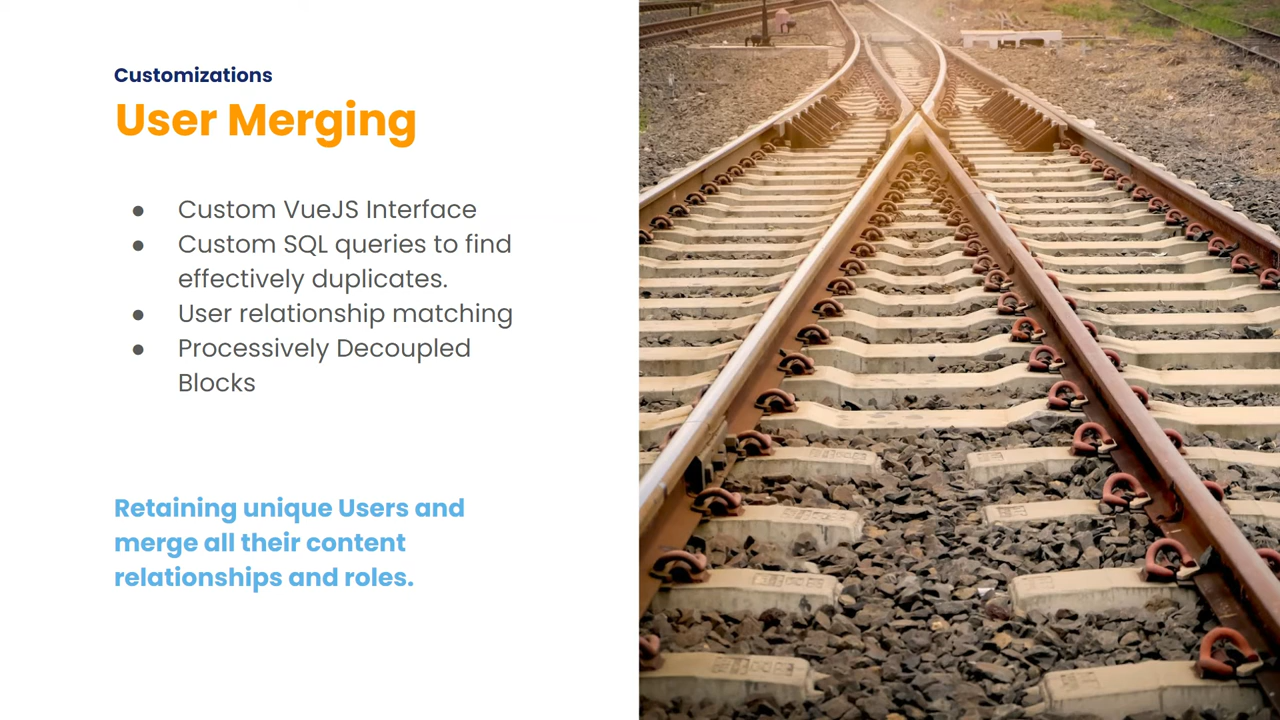 Customizations
User Merging
● Custom VueJS Interface
● Custom SQL queries to find
effectively duplicates.
● User relationship matching
● Processively Decoupled
Blocks
Retaining unique Users and
merge all their content
relationships and roles.